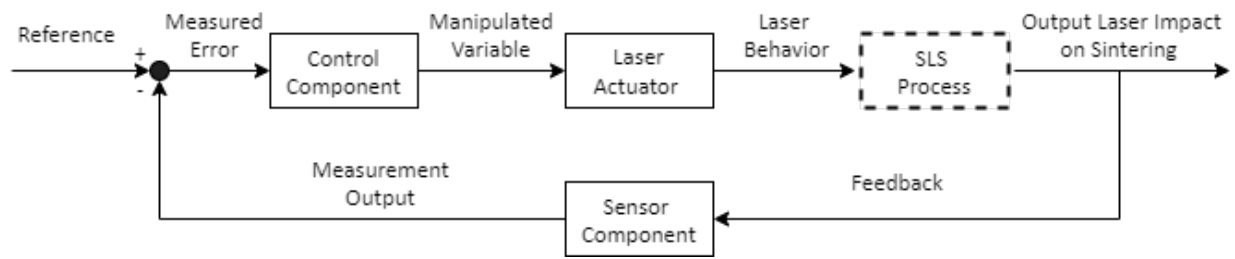 Reference
+
-
Measured
Error
Control
Component
Manipulated
Variable
Laser
Actuator
Laser
Behavior
SLS
Process
Output Laser Impact
on Sintering
Measurement
Output
Sensor
Component
Feedback